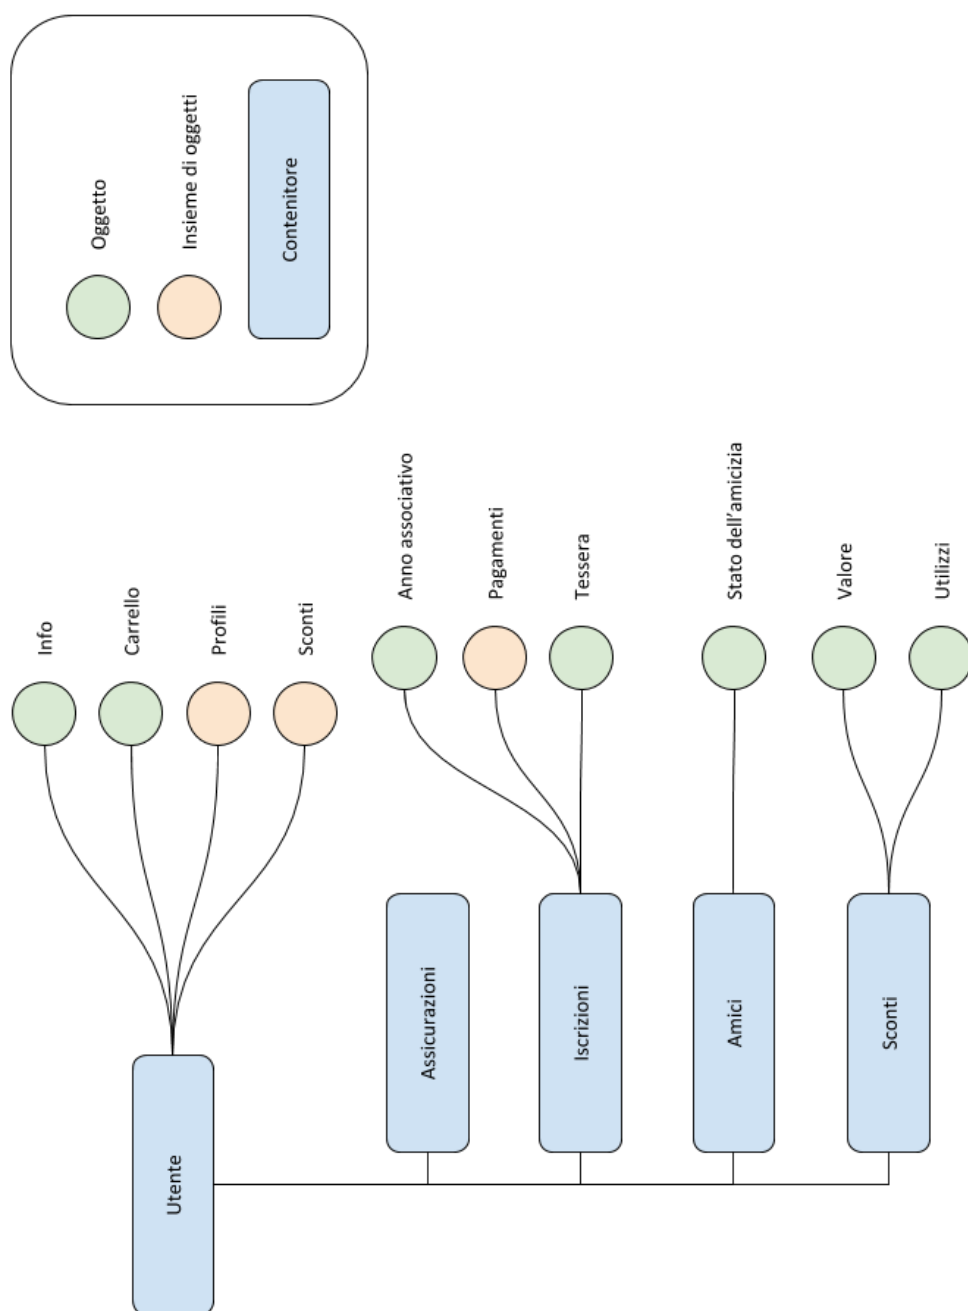 Oggetto
Insieme di oggetti
Contenitore
Utente
Info
Carrello
Profili
Sconti
Assicurazioni
Iscrizioni
Anno associativo
Pagamenti
Tessera
Amici
Stato dell'amicizia
Sconti
Valore
Utilizzi